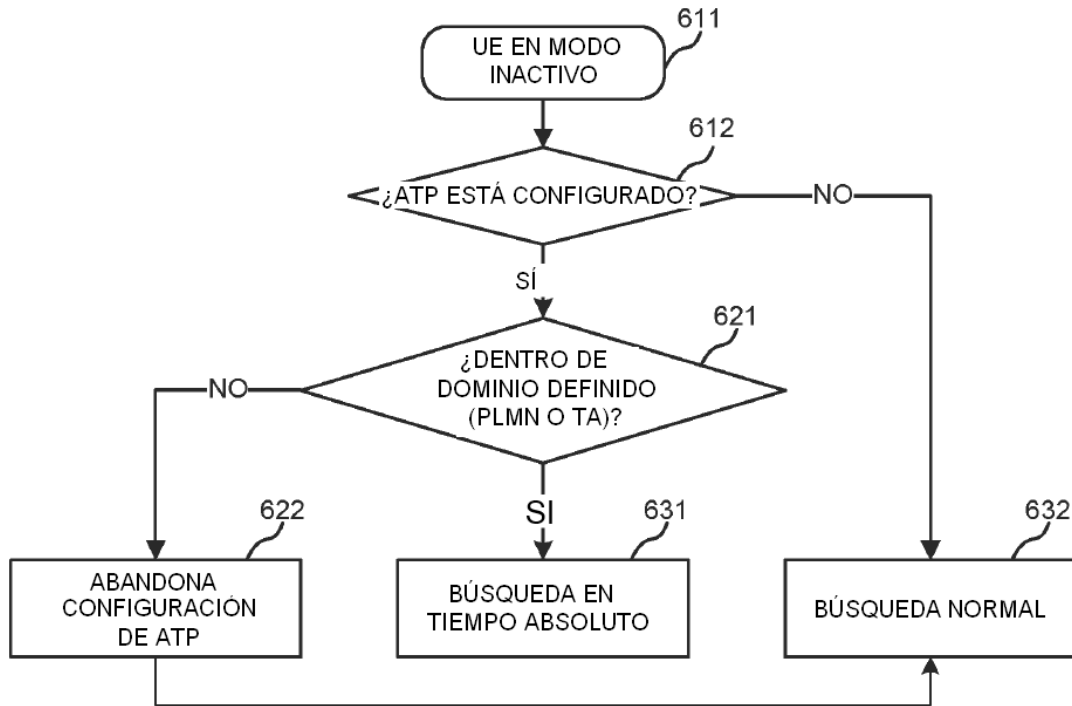 UE EN MODO
INACTIVO
611
612
¿ATP ESTÁ CONFIGURADO?
NO
SÍ
621
¿DENTRO DE
DOMINIO DEFINIDO
(PLMN O TA)?
NO
SI
622
631
632
ABANDONA
CONFIGURACIÓN
DE ATP
BÚSQUEDA EN
TIEMPO ABSOLUTO
BÚSQUEDA NORMAL